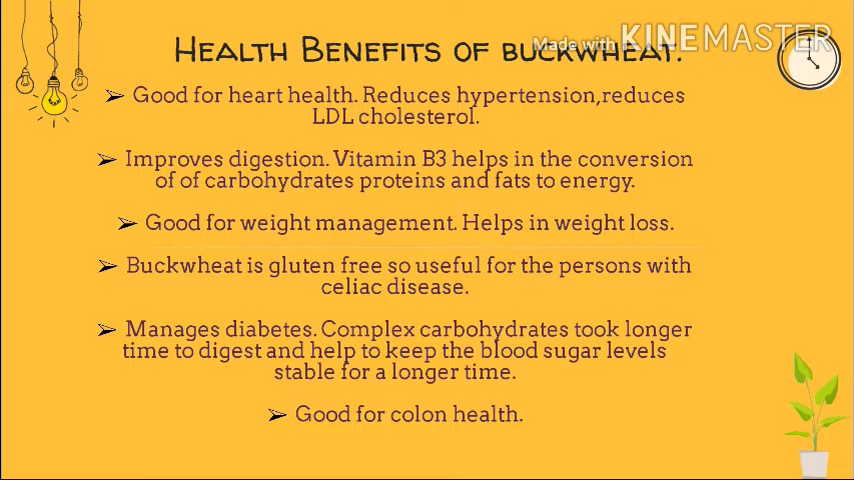 HEALTH BENEFITS OF BUCKWHEAT.
Made with KINEMASTER
➢ Good for heart health. Reduces hypertension,reduces
LDL cholesterol.
➢ Improves digestion. Vitamin B3 helps in the conversion
of of carbohydrates proteins and fats to energy.
➢ Good for weight management. Helps in weight loss.
➢ Buckwheat is gluten free so useful for the persons with
celiac disease.
➢ Manages diabetes. Complex carbohydrates took longer
time to digest and help to keep the blood sugar levels
stable for a longer time.
➢ Good for colon health.